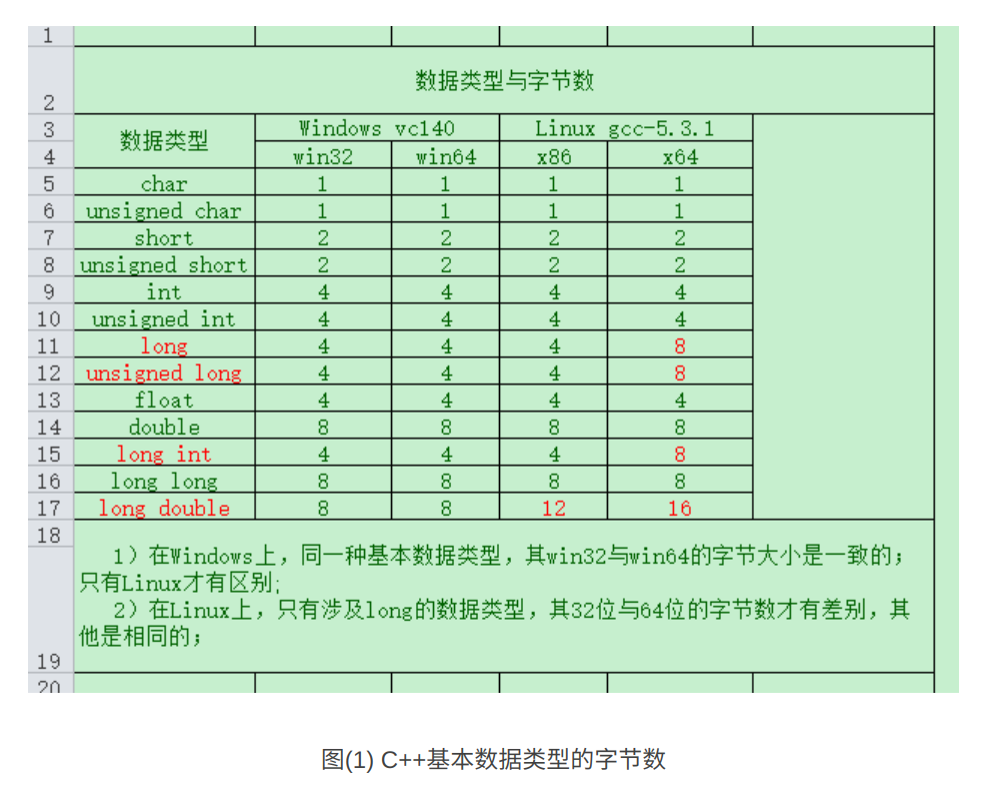 1
数据类型与字节数
2
3 数据类型 Windows vc140 Linux gcc-5.3.1
4 win32 win64 x86 x64
5 char 1 1 1 1
6 unsigned char 1 1 1 1
7 short 2 2 2 2
8 unsigned short 2 2 2 2
9 int 4 4 4 4
10 unsigned int 4 4 4 4
11 long 4 4 4 8
12 unsigned long 4 4 4 8
13 float 4 4 4 4
14 double 8 8 8 8
15 long int 4 4 4 8
16 long long 8 8 8 8
17 long double 8 8 12 16
18
1）在Windows上，同一种基本数据类型，其win32与win64的字节大小是一致的；
只有Linux才有区别;
2）在Linux上，只有涉及long的数据类型，其32位与64位的字节数才有差别，其
他是相同的；
19
20
图(1) C++基本数据类型的字节数